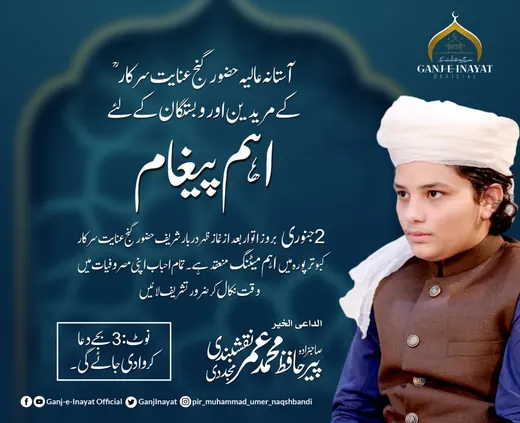 GANJ-E-INAYAT
OFFICIAL
آستانہ عالیہ حضور گنج عنایت سرکارؒ
کے مریدین اور وبستگان کے لئے
اہم پیغام
2 جنوری بروز اتوار بعد از غاز ظہر دربار شریف حضور گنج عنایت سرکار
کبوتر پورہ میں اہم میٹنگ منعقد ہے۔ تمام احباب اپنی مصروفیات میں
وقت نکال کر ضرور تشریف لائیں
الداعی الخیر
صاحبزادہ پیر حافظ محمد عمر نقشبندی مجددی
نوٹ: 3 بجے دعا
کروا دی جائے گی۔
Ganj-e-Inayat Official GanjInayat pir_muhammad_umer_naqshbandi